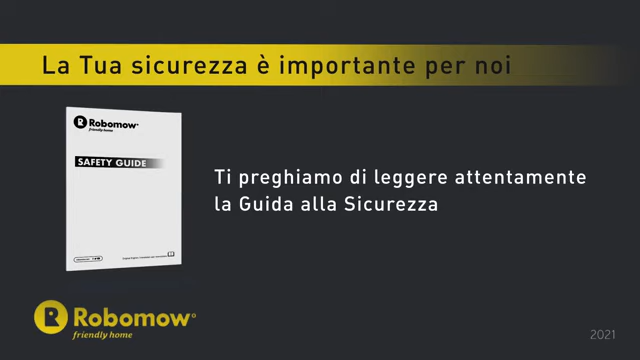 La Tua sicurezza è importante per noi
Robomow
friendly home
SAFETY GUIDE
Ti preghiamo di leggere attentamente
la Guida alla Sicurezza
Robomow
friendly home
2021